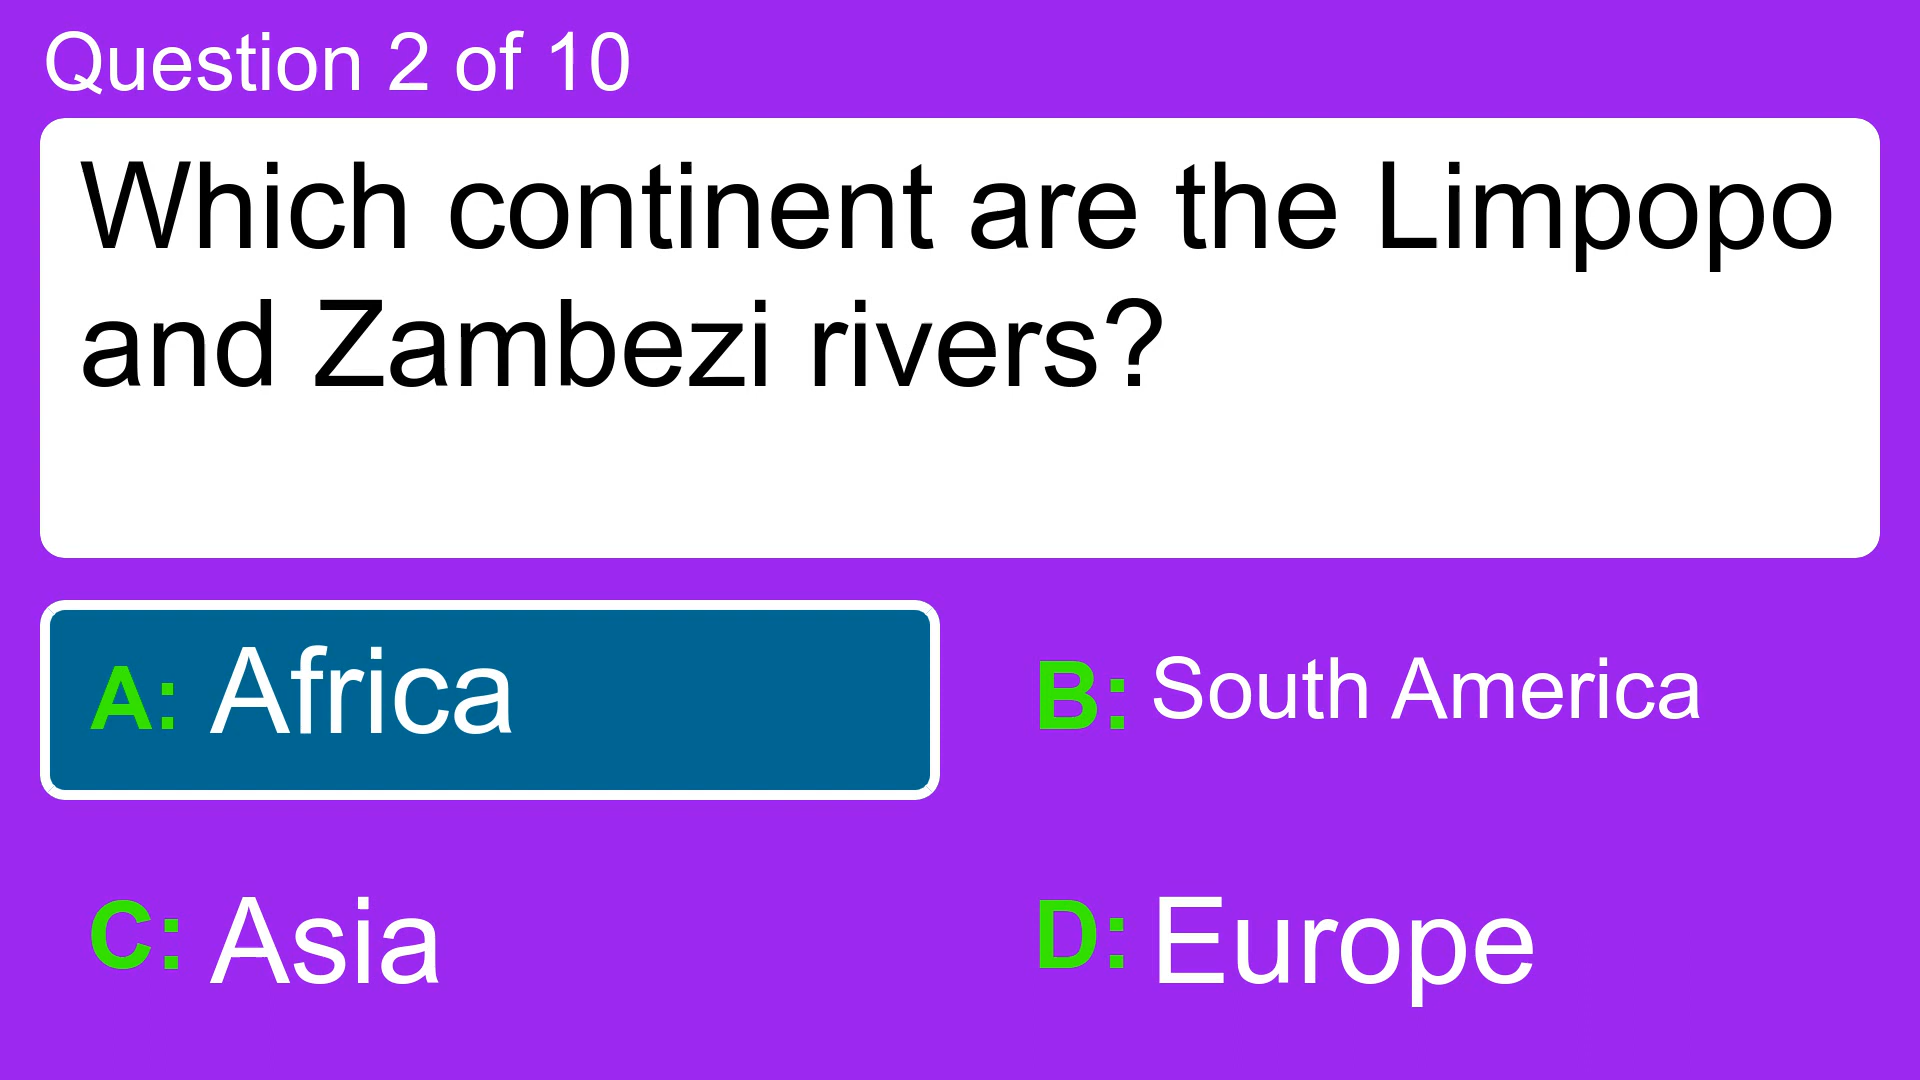 Question 2 of 10
Which continent are the Limpopo
and Zambezi rivers?
A: Africa
B: South America
C: Asia
D: Europe